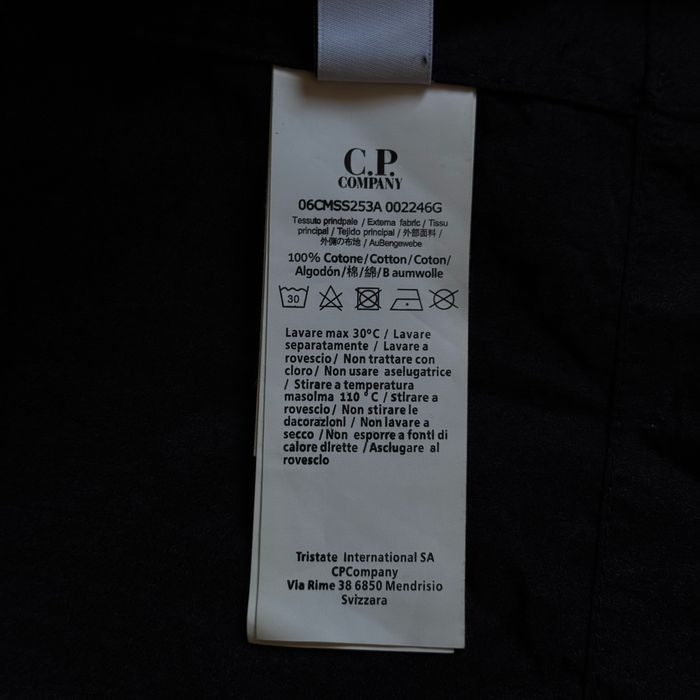 C.P.
COMPANY
06CMSS253A 002246G
Tessuto prindpale / Extema fabric / Tissu
principal / Tejido principal / 外部面料 /
外側の布地 / AuBengewebe
100% Cotone/Cotton/Coton/
Algodón/棉/綿/B aumwolle
30
Lavare max 30°C / Lavare
separatamente / Lavare a
rovescio/ Non trattare con
cloro/ Non usare aselugatrice
/ Stirare a temperatura
masolma 110 °C / stlrare a
rovescio/ Non stirare le
dacorazloni / Non lavare a
secco /Non esporre a fonti di
calore dlrette /Asclugare al
rovesclo
Tristate International SA
CPCompany
Vla Rime 38 6850 Mendrisio
Svizzara